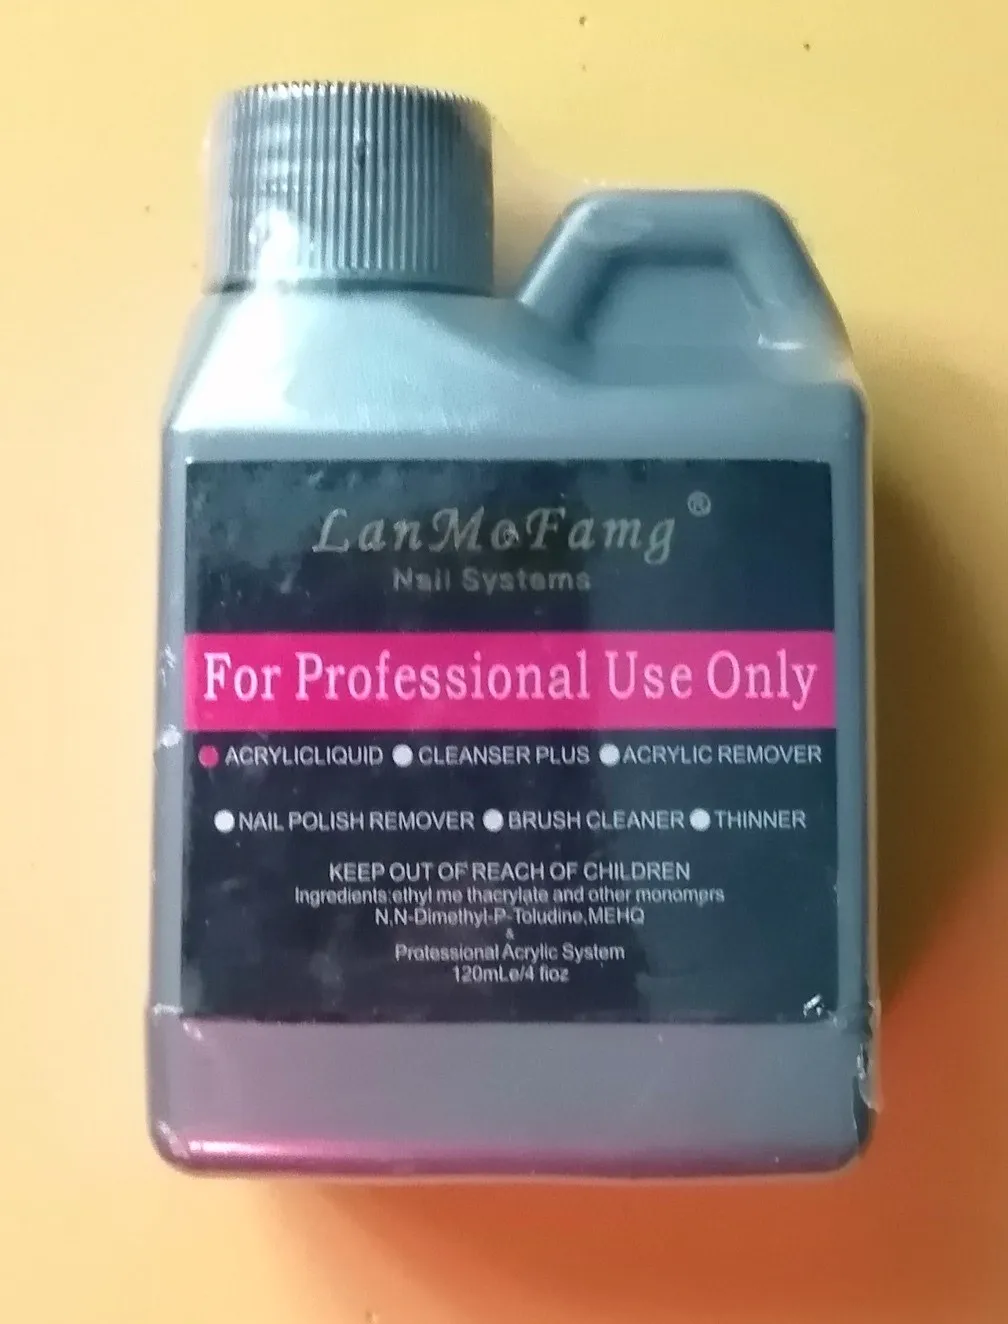 LanMoFamg ®
Nail Systems
For Professional Use Only
ACRYLICLIQUID CLEANSER PLUS ACRYLIC REMOVER
NAIL POLISH REMOVER BRUSH CLEANER THINNER
KEEP OUT OF REACH OF CHILDREN
Ingredients:ethyl me thacrylate and other monomers
N,N-Dimethyl-P-Toludine,MEHQ
&
Professional Acrylic System
120mLe/4 floz